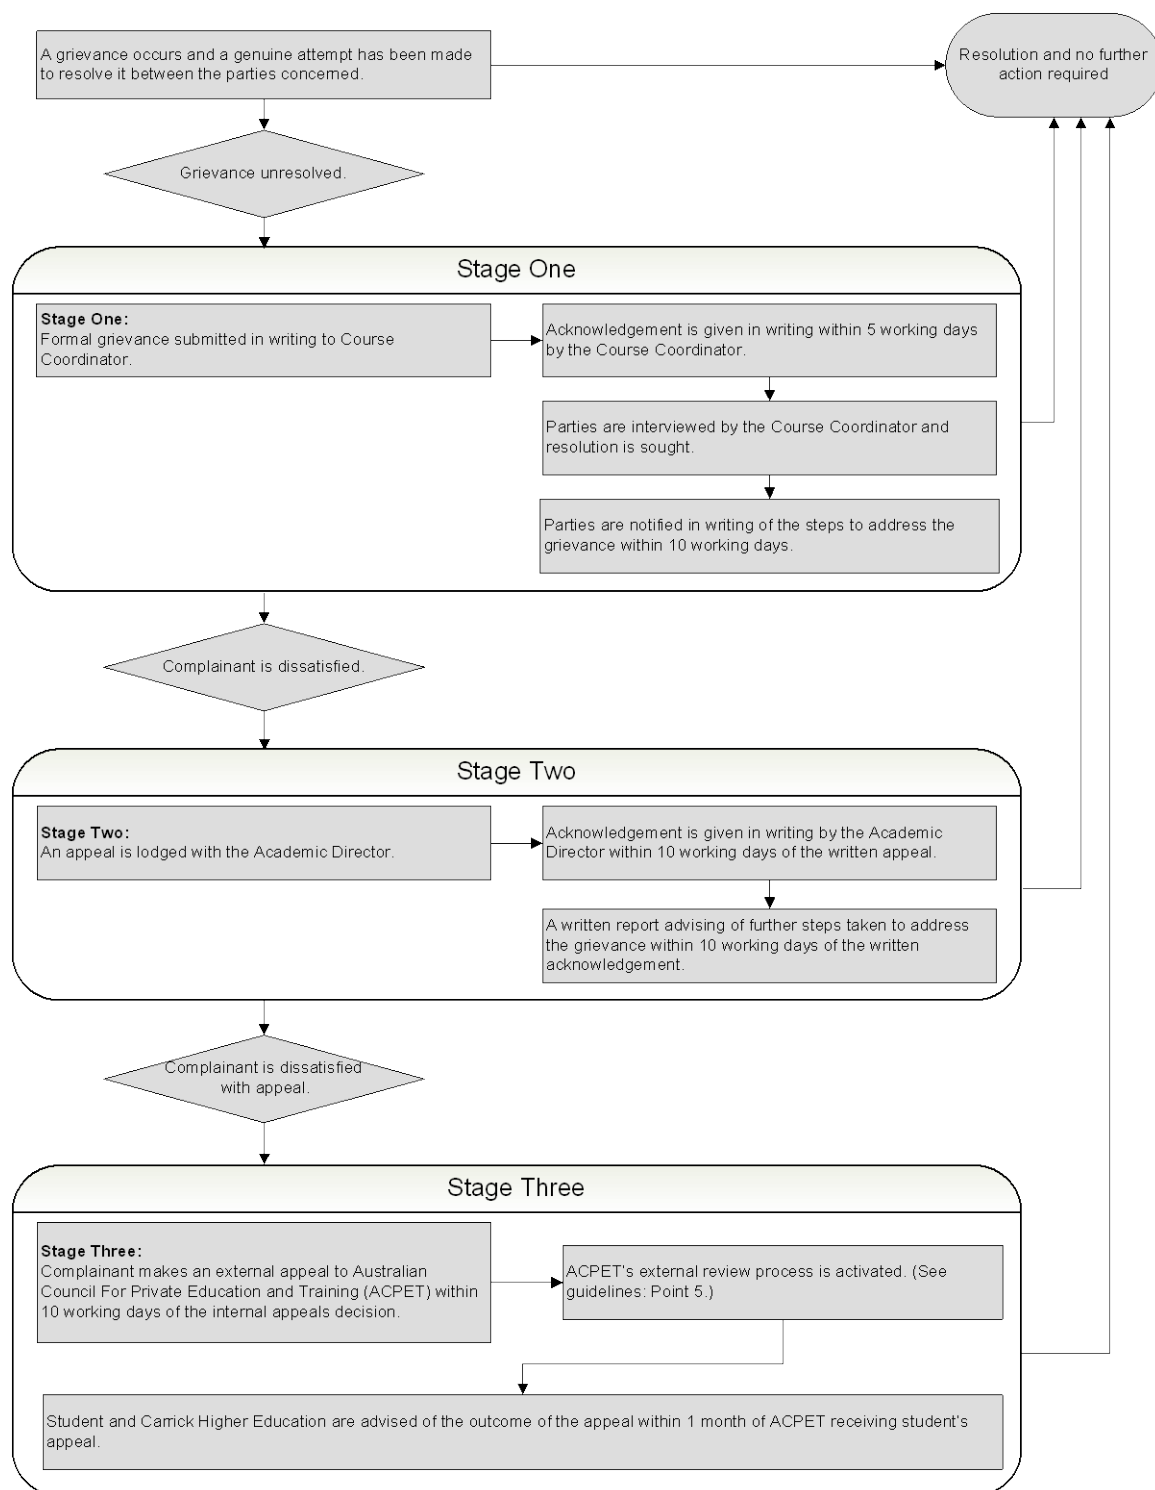 A grievance occurs and a genuine attempt has been made
to resolve it between the parties concerned.
Resolution and no further
action required
Grievance unresolved.
Stage One
Stage One:
Formal grievance submitted in writing to Course
Coordinator.
Acknowledgement is given in writing within 5 working days
by the Course Coordinator.
Parties are interviewed by the Course Coordinator and
resolution is sought.
Parties are notified in writing of the steps to address the
grievance within 10 working days.
Complainant is dissatisfied.
Stage Two
Stage Two:
An appeal is lodged with the Academic Director.
Acknowledgement is given in writing by the Academic
Director within 10 working days of the written appeal.
A written report advising of further steps taken to address
the grievance within 10 working days of the written
acknowledgement.
Complainant is dissatisfied
with appeal.
Stage Three
Stage Three:
Complainant makes an external appeal to Australian
Council For Private Education and Training (ACPET) within
10 working days of the internal appeals decision.
ACPET's external review process is activated. (See
guidelines: Point 5.)
Student and Carrick Higher Education are advised of the outcome of the appeal within 1 month of ACPET receiving student's
appeal.